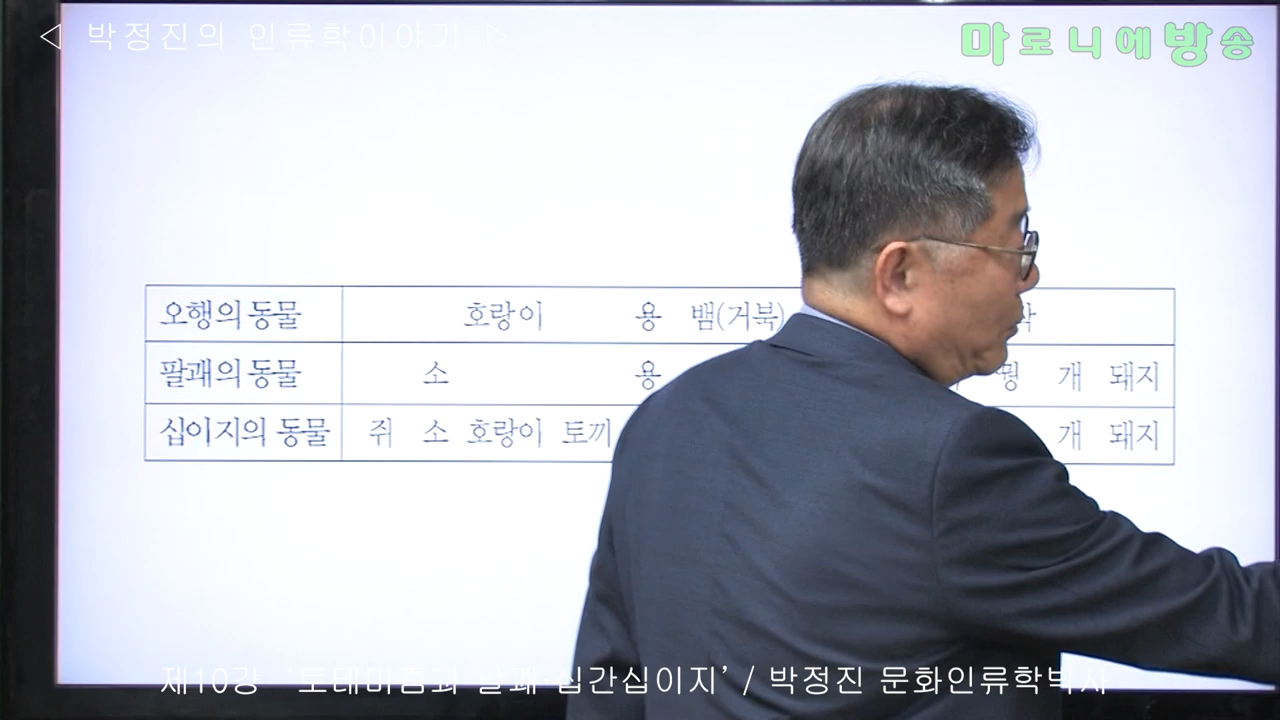 ◁ 박정진의 인류학이야기 ▷
마로니에방송
오행의 동물 호랑이 용 뱀(거북)
팔괘의 동물 소 용 개 돼지
십이지의 동물 쥐 소 호랑이 토끼 개 돼지
제10강 ‘토테미즘과 팔괘 십간십이지’ / 박정진 문화인류학박사